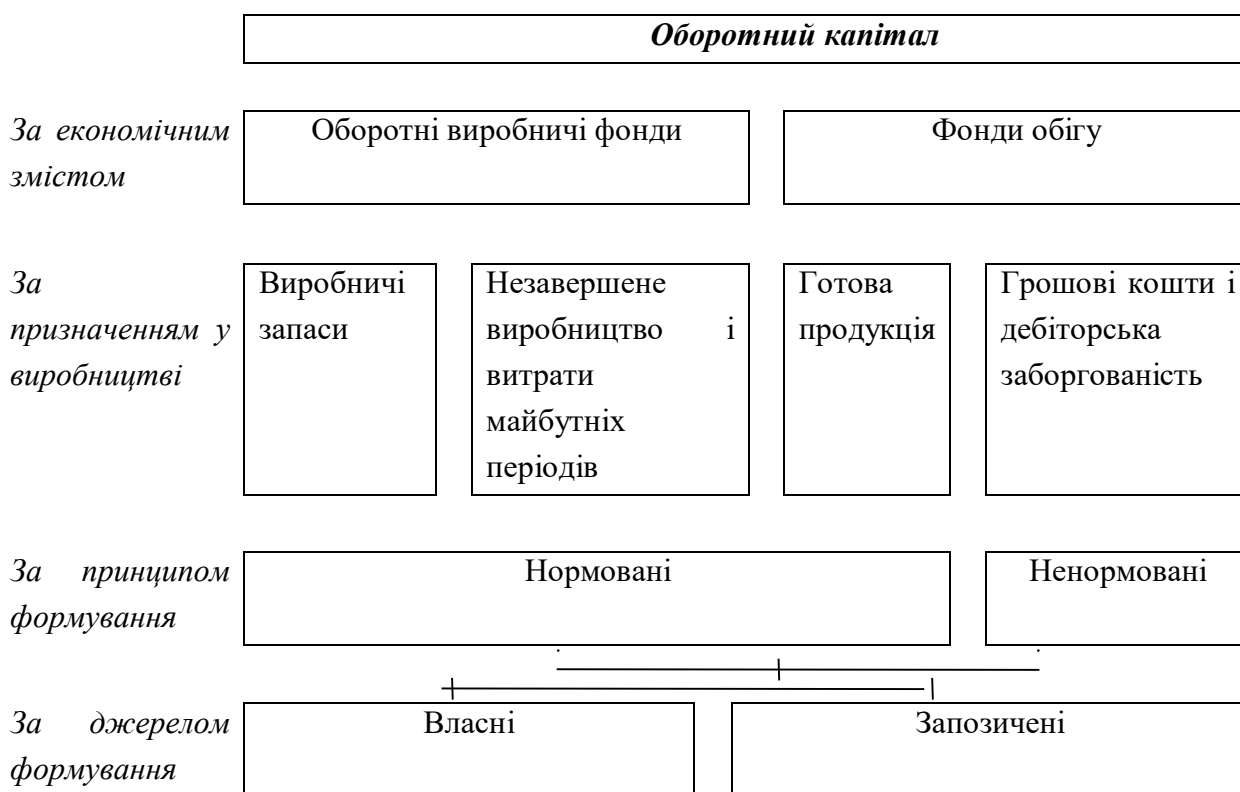 Оборотний капітал
За економічним
змістом
Оборотні виробничі фонди
Фонди обігу
За
призначенням у
виробництві
Виробничі
запаси
Незавершене
виробництво і
витрати
майбутніх
періодів
Готова
продукція
Грошові кошти і
дебіторська
заборгованість
За принципом
формування
Нормовані
Ненормовані
За джерелом
формування
Власні
Запозичені